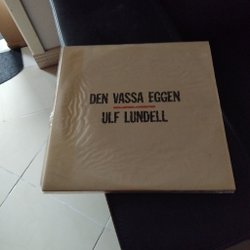 DEN VASSA EGGEN
ULF LUNDELL